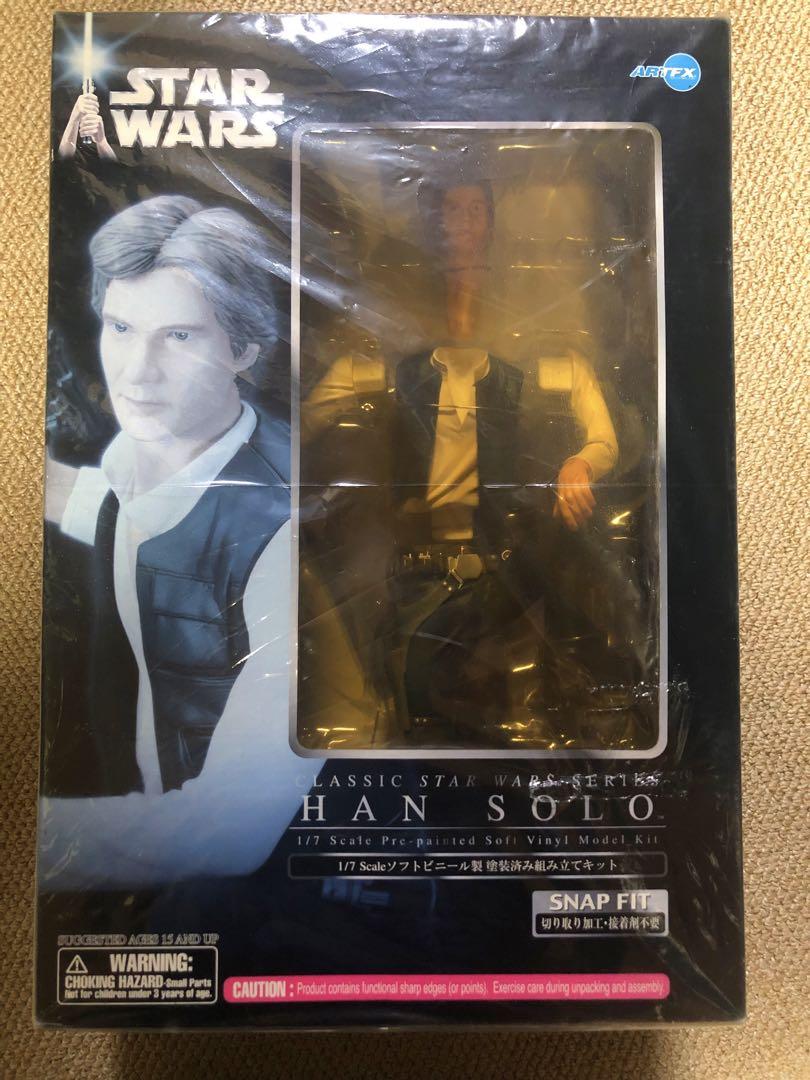 STAR
WARS
ARTFX
CLASSIC STAR WARS SERIES
HAN SOLO
1/7 Scale Pre-painted Soft Vinyl Model Kit
1/7 Scaleソフトビニール製 塗装済み組み立てキット
SNAP FIT
切り取り加工・接着剤不要
SUGGESTED AGES 15 AND UP
WARNING:
CHOKING HAZARD-Small Parts
Not for children under 3 years of age.
CAUTION : Product contains functional sharp edges (or points). Exercise care during unpacking and assembly.